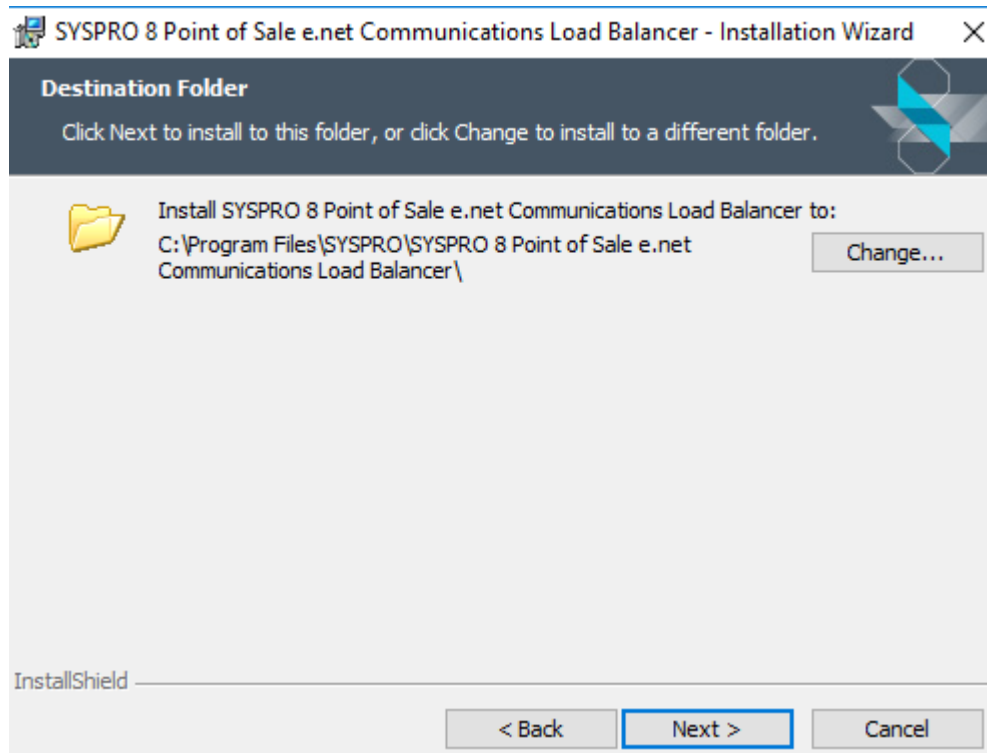 SYSPRO 8 Point of Sale e.net Communications Load Balancer - Installation Wizard
Destination Folder
Click Next to install to this folder, or click Change to install to a different folder.
Install SYSPRO 8 Point of Sale e.net Communications Load Balancer to:
C:\Program Files\SYSPRO\SYSPRO 8 Point of Sale e.net
Communications Load Balancer\
Change...
InstallShield
< Back
Next >
Cancel